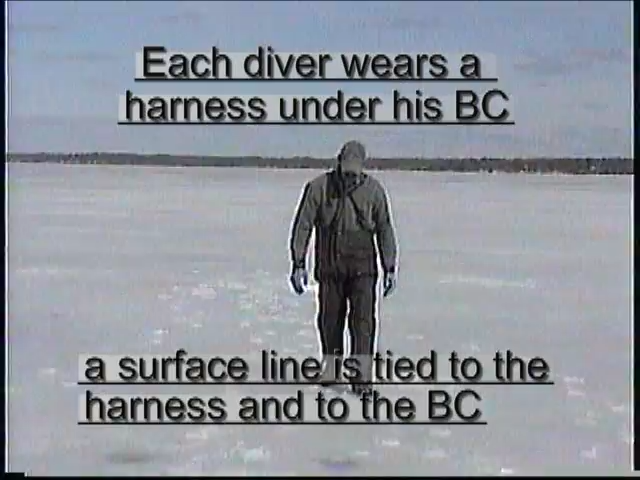 Each diver wears a
harness under his BC
a surface line is tied to the
harness and to the BC